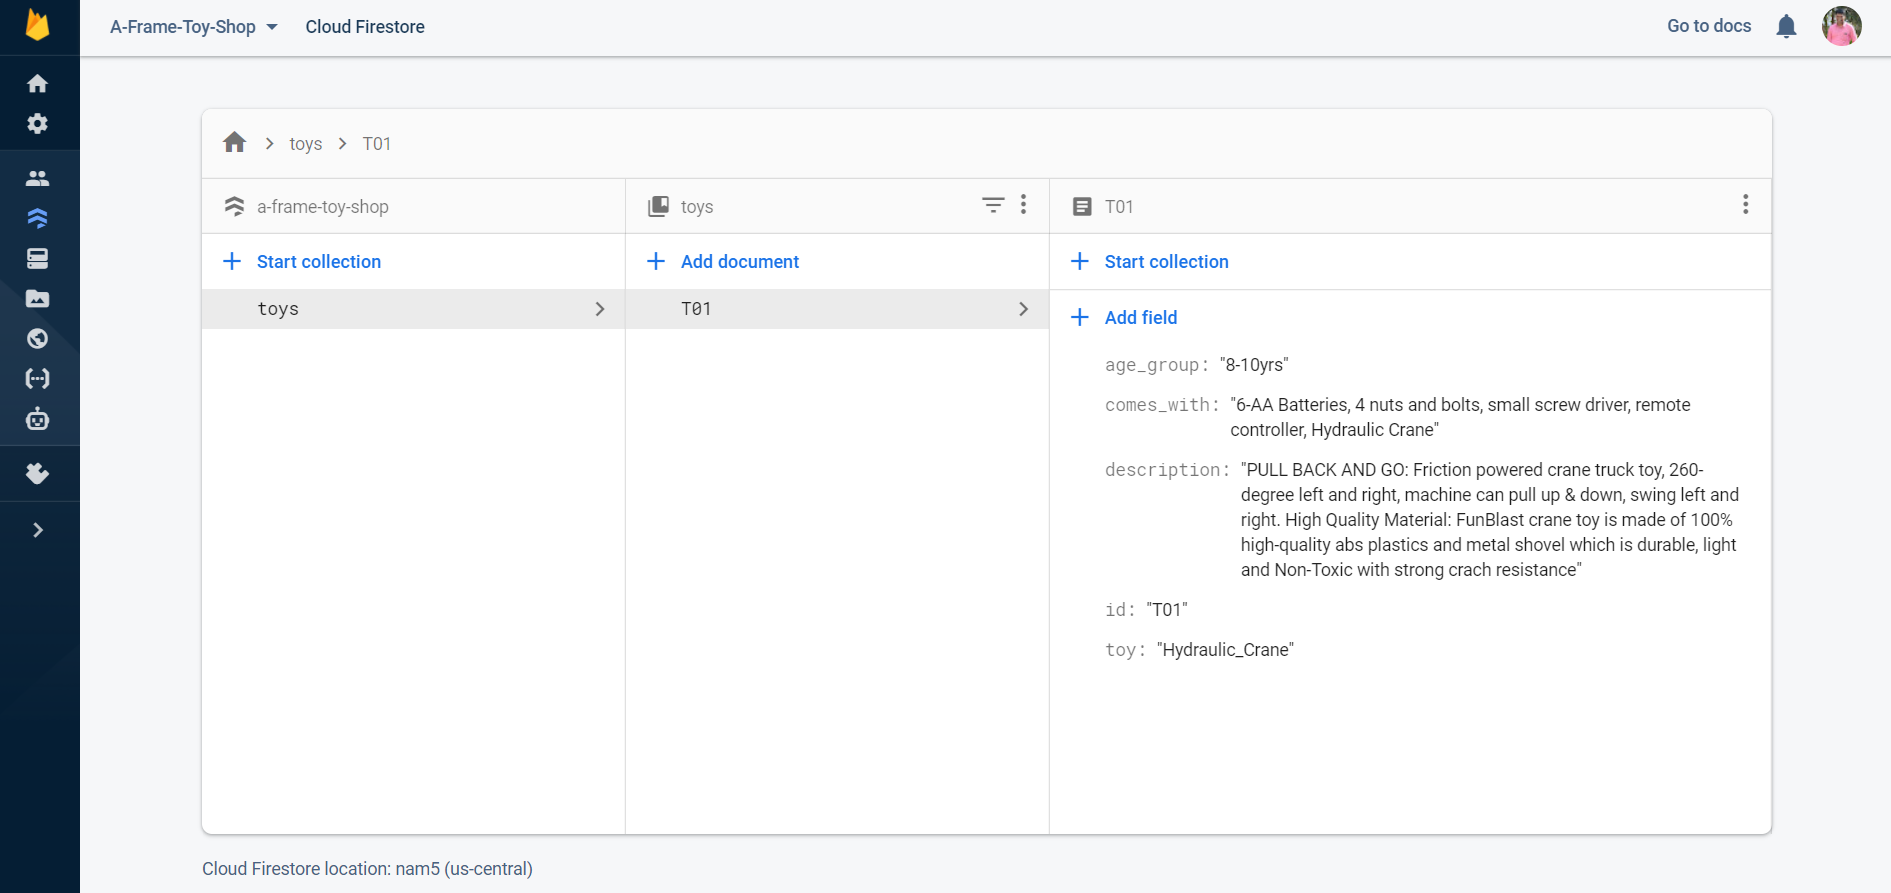 A-Frame-Toy-Shop Cloud Firestore Go to docs
toys T01
a-frame-toy-shop toys T01
Start collection Add document Start collection
toys T01
Add field
age_group: "8-10yrs"
comes_with: "6-AA Batteries, 4 nuts and bolts, small screw driver, remote
controller, Hydraulic Crane"
description: "PULL BACK AND GO: Friction powered crane truck toy, 260-
degree left and right, machine can pull up & down, swing left and
right. High Quality Material: FunBlast crane toy is made of 100%
high-quality abs plastics and metal shovel which is durable, light
and Non-Toxic with strong crach resistance"
id: "T01"
toy: "Hydraulic_Crane"
Cloud Firestore location: nam5 (us-central)